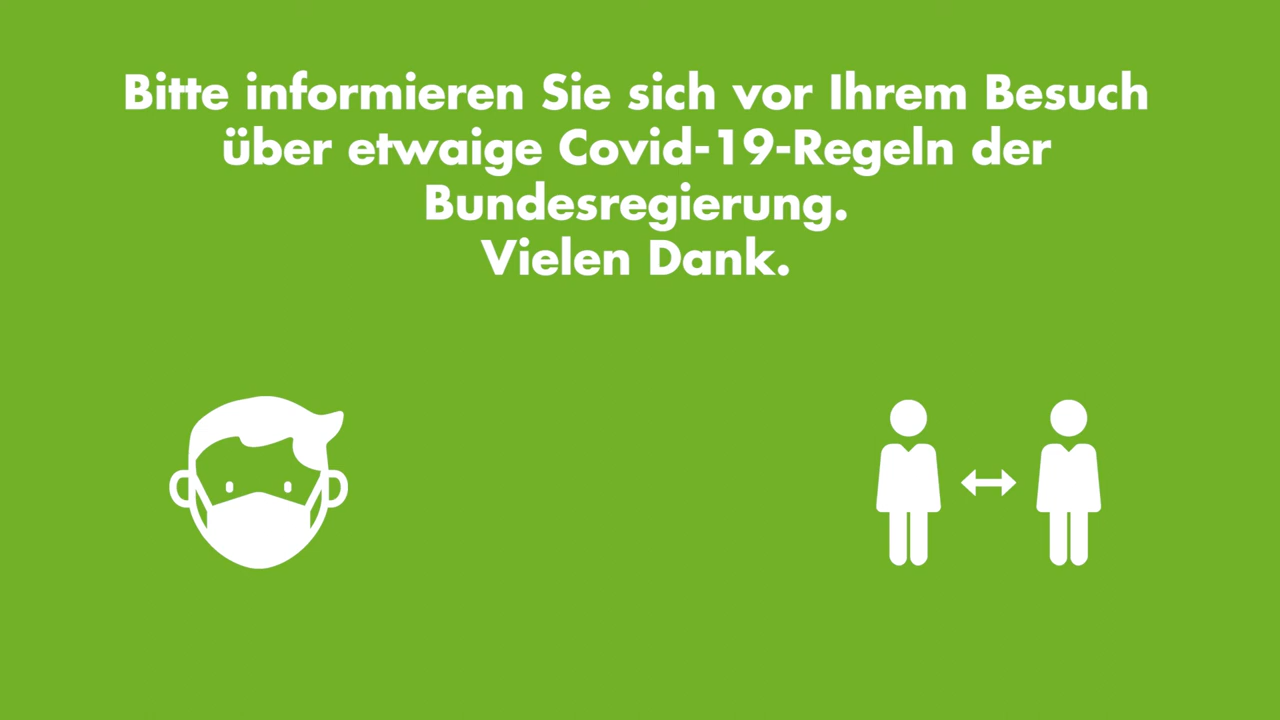 Bitte informieren Sie sich vor Ihrem Besuch
über etwaige Covid-19-Regeln der
Bundesregierung.
Vielen Dank.